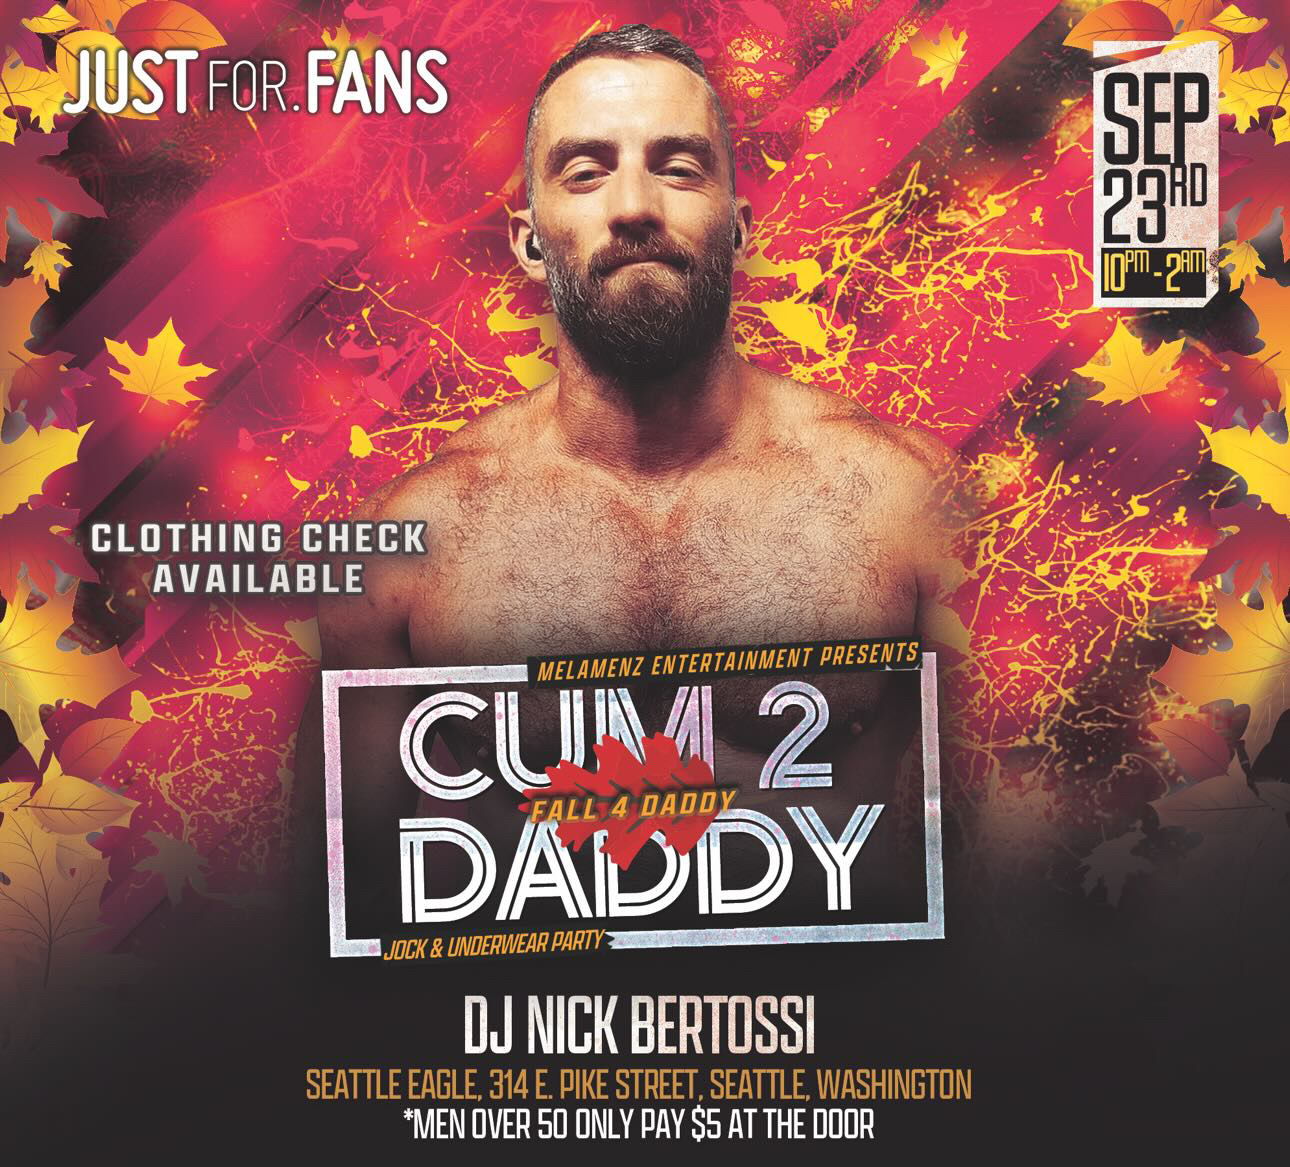 JUST FOR.FANS
SEP
23RD
10PM - 2AM
CLOTHING CHECK
AVAILABLE
MELAMENZ ENTERTAINMENT PRESENTS
CUM 2
FALL 4 DADDY
DADDY
JOCK & UNDERWEAR PARTY
DJ NICK BERTOSSI
SEATTLE EAGLE, 314 E. PIKE STREET, SEATTLE, WASHINGTON
*MEN OVER 50 ONLY PAY $5 AT THE DOOR